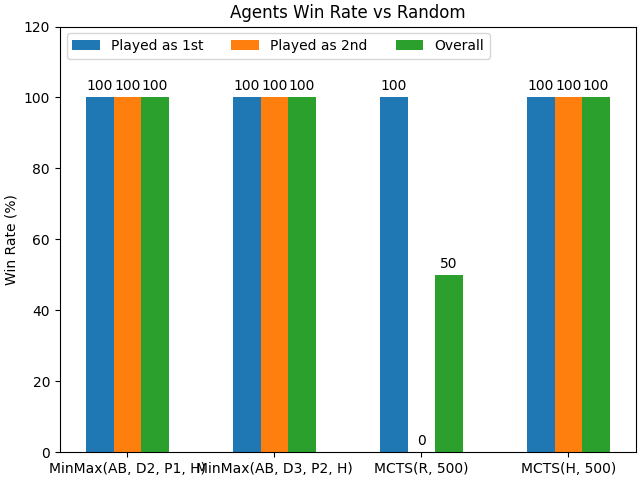 Agents Win Rate vs Random
Played as 1st Played as 2nd Overall
120
100
80
60
40
20
0
Win Rate (%)
100 100 100 100 100 100 100 0 50 100 100 100
MinMax(AB, D2, P1, H) MinMax(AB, D3, P2, H) MCTS(R, 500) MCTS(H, 500)